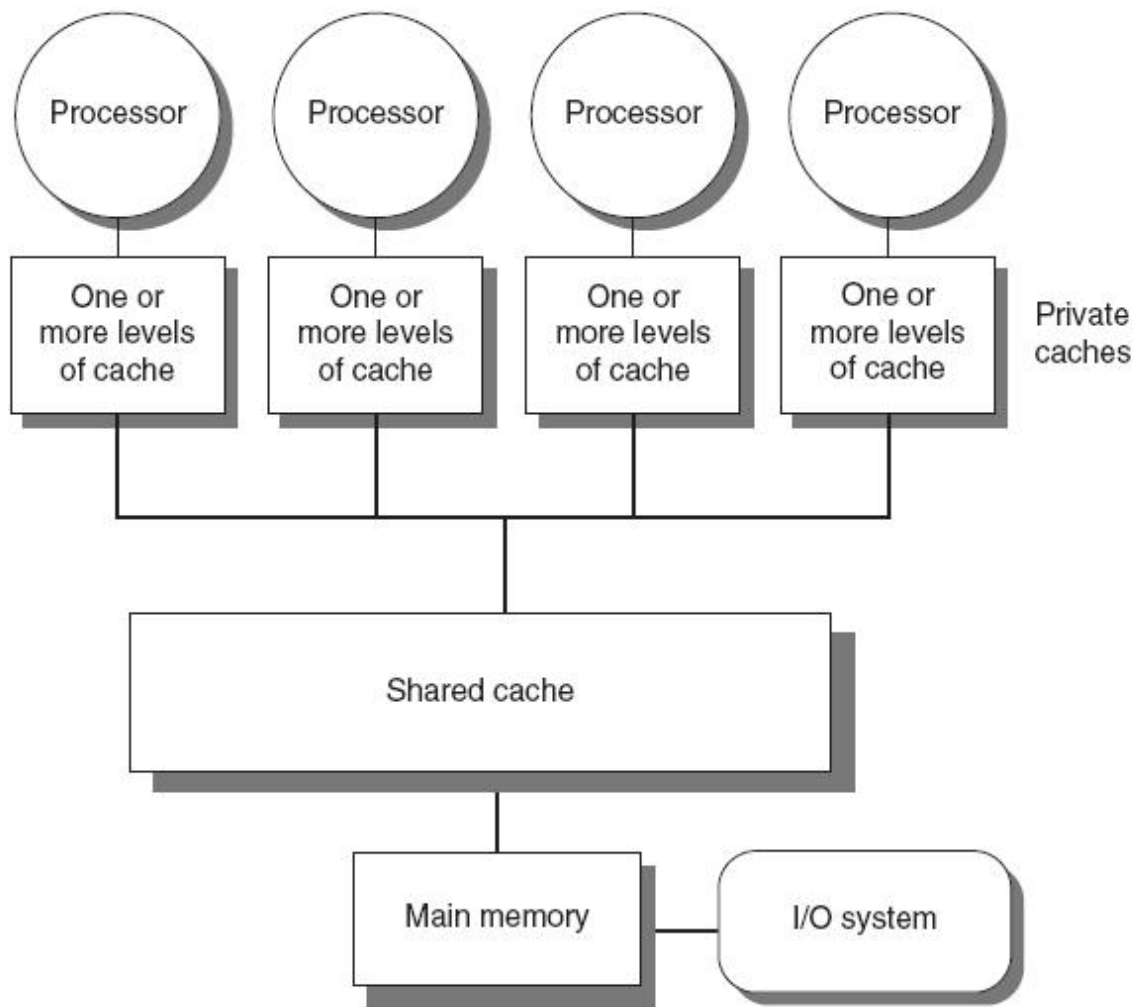 Processor
Processor
Processor
Processor
One or
more levels
of cache
One or
more levels
of cache
One or
more levels
of cache
One or
more levels
of cache
Private
caches
Shared cache
Main memory
I/O system